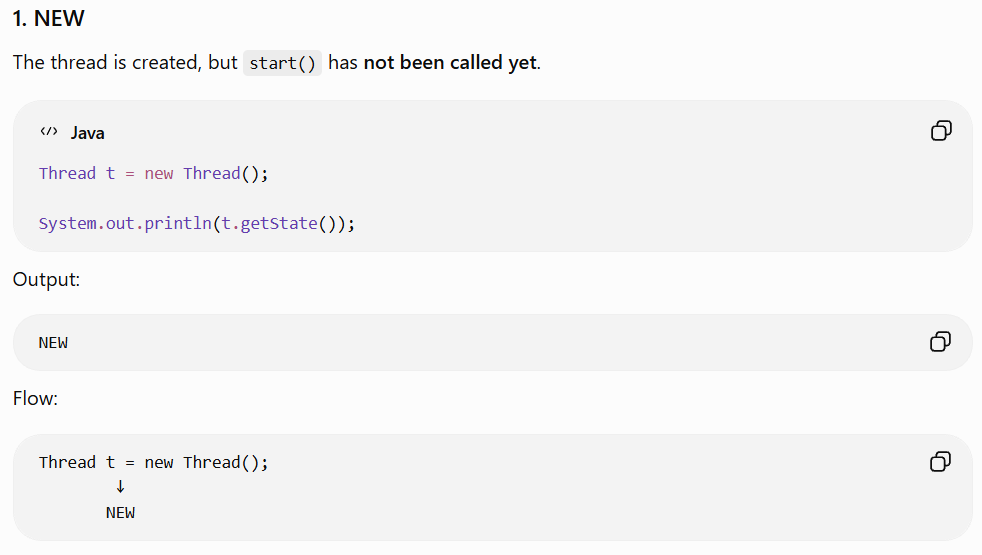 1. NEW
The thread is created, but start() has not been called yet.
</> Java
Thread t = new Thread();
System.out.println(t.getState());
Output:
NEW
Flow:
Thread t = new Thread();
↓
NEW